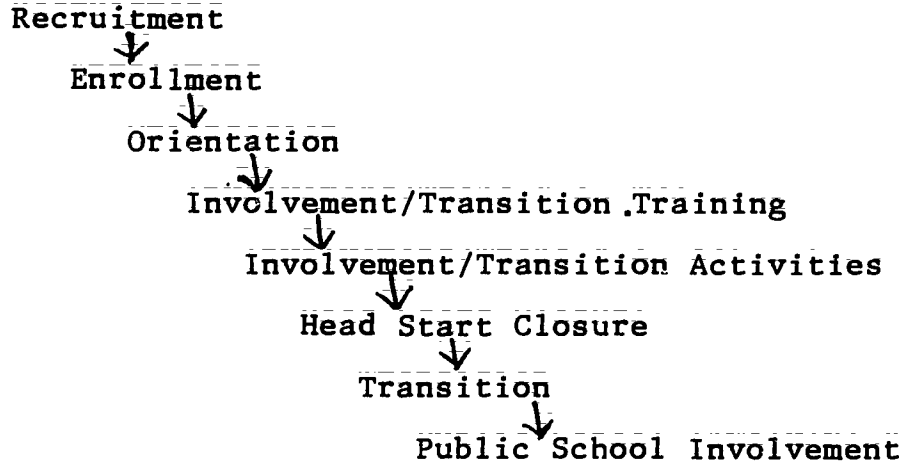 Recruitment
Enrollment
Orientation
Involvement/Transition Training
Involvement/Transition Activities
Head Start Closure
Transition
Public School Involvement